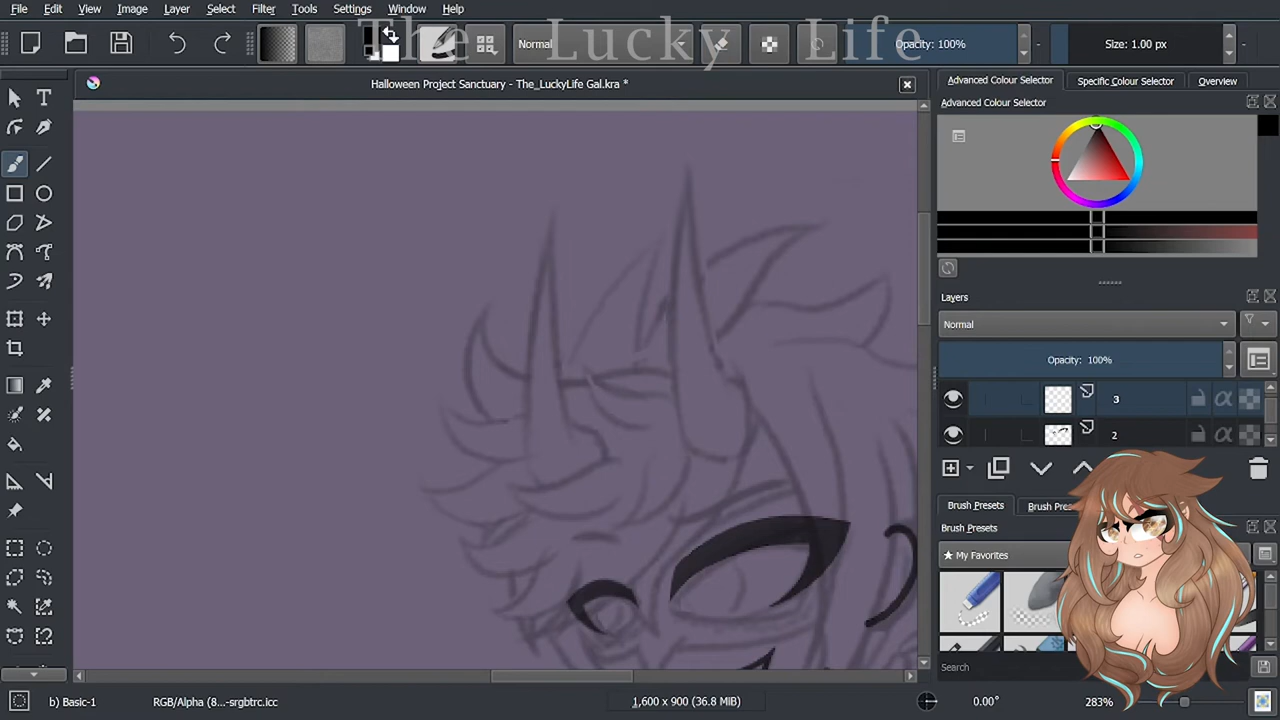 File Edit View Image Layer Select Filter Tools Settings Window Help
The Lucky Life
Normal
Opacity: 100%
Size: 1.00 px
Halloween Project Sanctuary - The_LuckyLife Gal.kra *
Advanced Colour Selector Specific Colour Selector Overview
Advanced Colour Selector
Layers
Normal
Opacity: 100%
3
2
Brush Presets Brush Pres
Brush Presets
★ My Favorites
Search
b) Basic-1
RGB/Alpha (8...-srgbtrc.icc
1,600 x 900 (36.8 MiB)
0.00°
283%